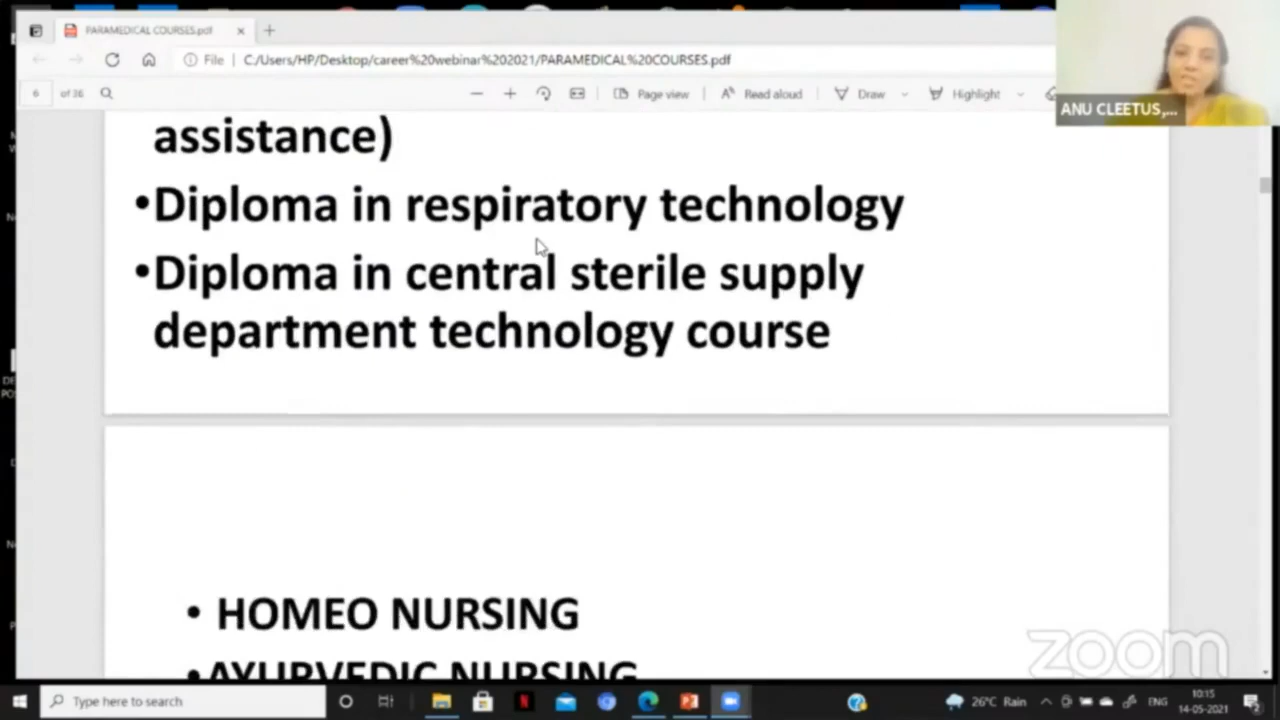 PARAMEDICAL COURSES.pdf
File
C:/Users/HP/Desktop/career%20webinar%202021/PARAMEDICAL%20COURSES.pdf
6 of 36
Page view
Read aloud
Draw
Highlight
ANU CLEETUS,...
assistance)
•Diploma in respiratory technology
•Diploma in central sterile supply
department technology course
• HOMEO NURSING
•AYURVEDIC NURSING
zoom
Type here to search
26°C Rain
ENG
10:15
14-05-2021